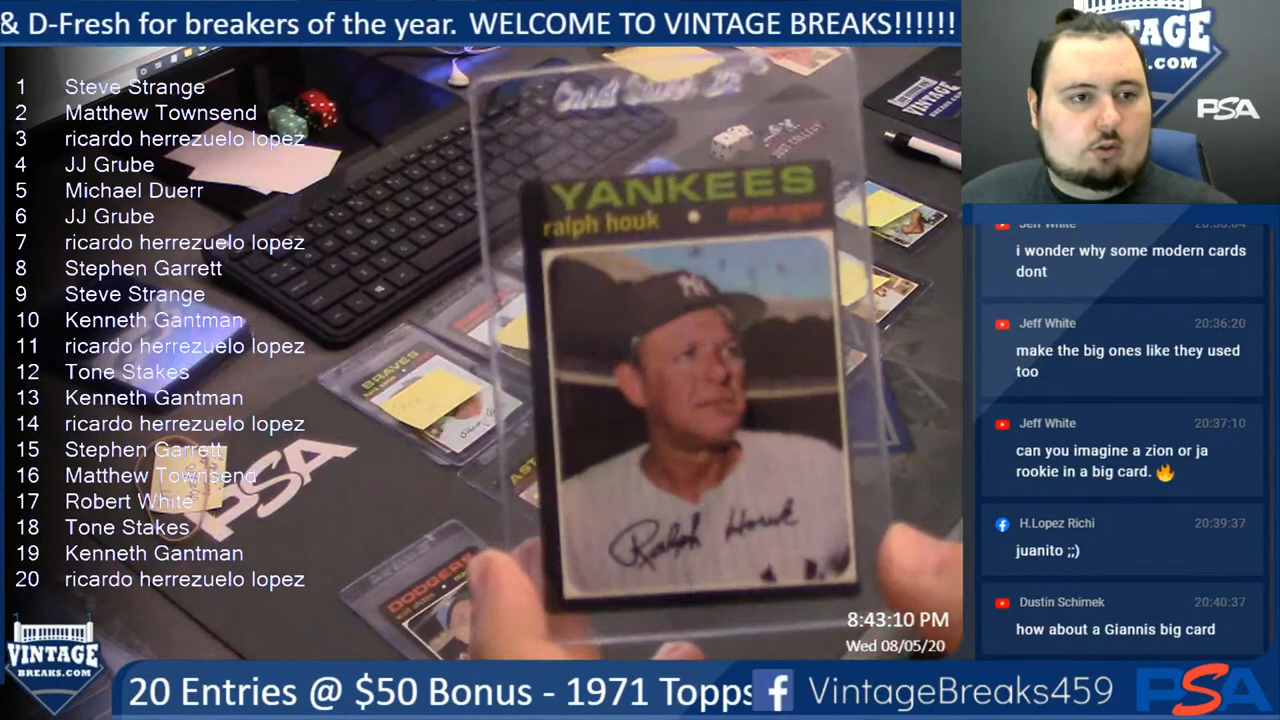 & D-Fresh for breakers of the year. WELCOME TO VINTAGE BREAKS!!!!!!
1 Steve Strange
2 Matthew Townsend
3 ricardo herrezuelo lopez
4 JJ Grube
5 Michael Duerr
6 JJ Grube
7 ricardo herrezuelo lopez
8 Stephen Garrett
9 Steve Strange
10 Kenneth Gantman
11 ricardo herrezuelo lopez
12 Tone Stakes
13 Kenneth Gantman
14 ricardo herrezuelo lopez
15 Stephen Garrett
16 Matthew Townsend
17 Robert White
18 Tone Stakes
19 Kenneth Gantman
20 ricardo herrezuelo lopez
YANKEES
ralph houk • manager
Ralph Houk
BRAVES
DODGERS
PSA
JUST COLLECT
8:43:10 PM
Wed 08/05/20
TAGE
.COM
PSA
Jeff White
i wonder why some modern cards
dont
Jeff White 20:36:20
make the big ones like they used
too
Jeff White 20:37:10
can you imagine a zion or ja
rookie in a big card. 🔥
H.Lopez Richi 20:39:37
juanito ;;)
Dustin Schimek 20:40:37
how about a Giannis big card
VINTAGE
BREAKS.COM
20 Entries @ $50 Bonus - 1971 Topps
VintageBreaks459
PSA